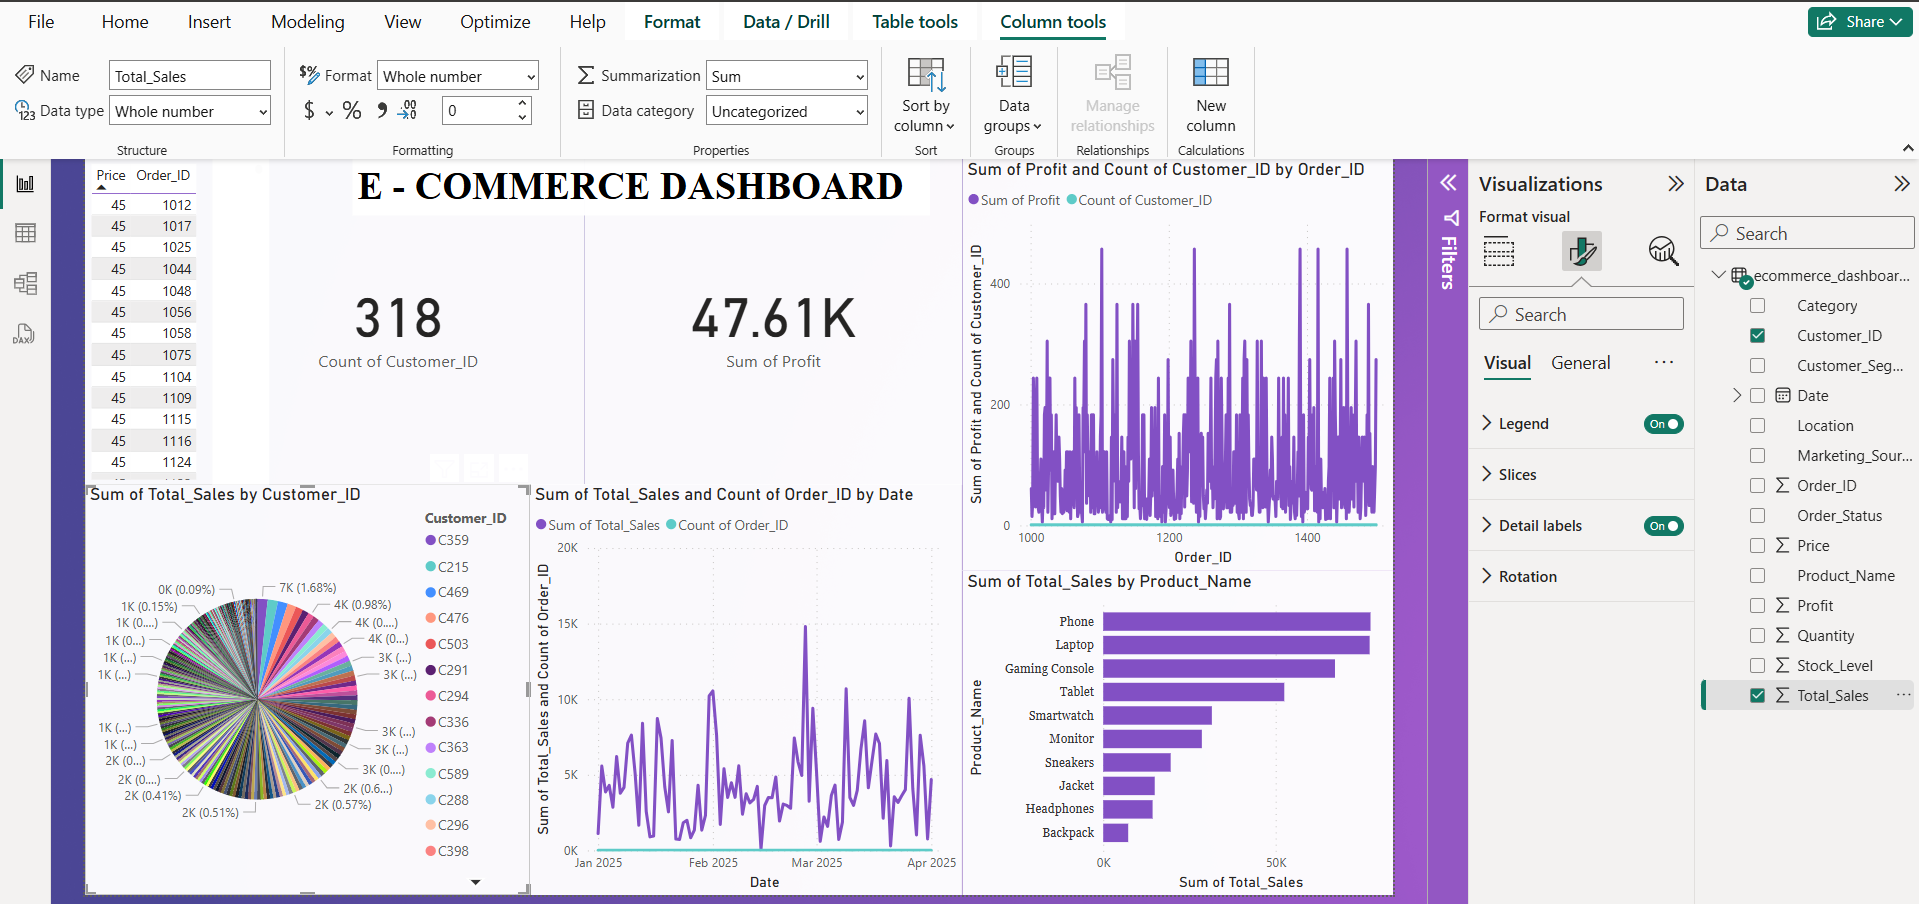 File Home Insert Modeling View Optimize Help Format Data / Drill Table tools Column tools Share
Name Total_Sales
Data type Whole number
Structure
$% Format Whole number
$ % 9 .00 0
Formatting
Summarization Sum
Data category Uncategorized
Properties
Sort by
column
Sort
Data
groups
Groups
Manage
relationships
Relationships
New
column
Calculations
Price Order_ID
45 1012
45 1017
45 1025
45 1044
45 1048
45 1056
45 1058
45 1075
45 1104
45 1109
45 1115
45 1116
45 1124
E - COMMERCE DASHBOARD
318
Count of Customer_ID
47.61K
Sum of Profit
Sum of Profit and Count of Customer_ID by Order_ID
Sum of Profit Count of Customer_ID
Sum of Profit and Count of Customer_ID
400
200
0
1000 1200 1400
Order_ID
Sum of Total_Sales by Customer_ID
Customer_ID
C359
C215
C469
C476
C503
C291
C294
C336
C363
C589
C288
C296
C398
7K (1.68%)
4K (0.98%)
4K (0....)
4K (0...)
3K (...)
3K (...)
3K (...)
3K (...)
3K (0....)
2K (0.6...)
2K (0.57%)
2K (0.51%)
2K (0.41%)
2K (0....)
2K (0...)
1K (...)
1K (...)
1K (...)
1K (...)
1K (0...)
1K (0....)
1K (0.15%)
0K (0.09%)
Sum of Total_Sales and Count of Order_ID by Date
Sum of Total_Sales Count of Order_ID
Sum of Total_Sales and Count of Order_ID
20K
15K
10K
5K
0K
Jan 2025 Feb 2025 Mar 2025 Apr 2025
Date
Sum of Total_Sales by Product_Name
Product_Name
Phone
Laptop
Gaming Console
Tablet
Smartwatch
Monitor
Sneakers
Jacket
Headphones
Backpack
0K 50K
Sum of Total_Sales
Filters
Visualizations
Format visual
Search
Visual General ...
Legend On
Slices
Detail labels On
Rotation
Data
Search
ecommerce_dashboar...
Category
Customer_ID
Customer_Seg...
Date
Location
Marketing_Sour...
Σ Order_ID
Order_Status
Σ Price
Product_Name
Σ Profit
Σ Quantity
Σ Stock_Level
Σ Total_Sales ...
DAX